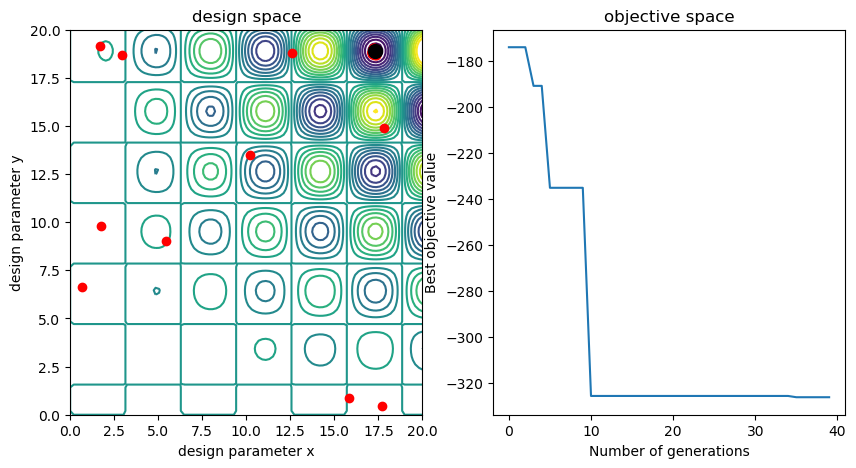 design space
20.0
17.5
15.0
12.5
10.0
7.5
5.0
2.5
0.0
design parameter y
0.0 2.5 5.0 7.5 10.0 12.5 15.0 17.5 20.0
design parameter x
objective space
−180
−200
−220
−240
−260
−280
−300
−320
Best objective value
0 10 20 30 40
Number of generations